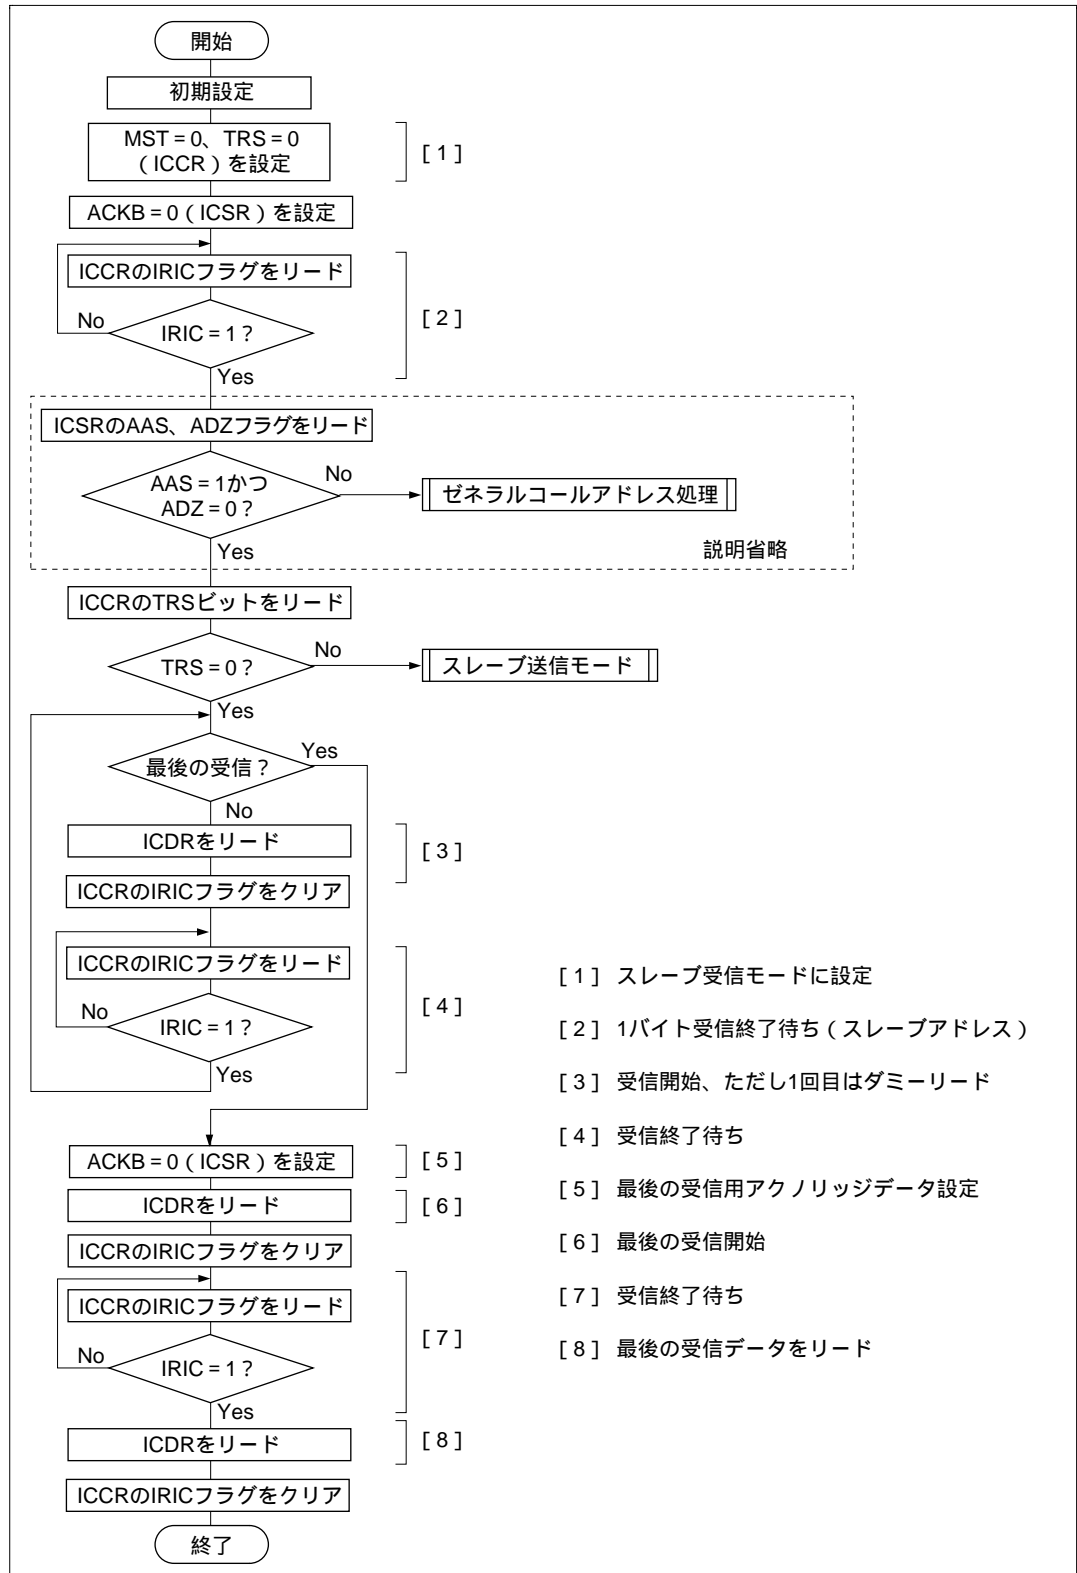 開始
初期設定
MST = 0、TRS = 0
（ICCR）を設定
[ 1 ]
ACKB = 0（ICSR）を設定
ICCRのIRICフラグをリード
No
IRIC = 1？
[ 2 ]
Yes
ICSRのAAS、ADZフラグをリード
AAS = 1かつ
ADZ = 0？
No
ゼネラルコールアドレス処理
Yes
説明省略
ICCRのTRSビットをリード
TRS = 0？
No
スレーブ送信モード
Yes
最後の受信？
Yes
No
ICDRをリード
[ 3 ]
ICCRのIRICフラグをクリア
ICCRのIRICフラグをリード
No
IRIC = 1？
[ 4 ]
Yes
ACKB = 0（ICSR）を設定
[ 5 ]
ICDRをリード
[ 6 ]
ICCRのIRICフラグをクリア
ICCRのIRICフラグをリード
No
IRIC = 1？
[ 7 ]
Yes
ICDRをリード
[ 8 ]
ICCRのIRICフラグをクリア
終了
[ 1 ] スレーブ受信モードに設定
[ 2 ] 1バイト受信終了待ち（スレーブアドレス）
[ 3 ] 受信開始、ただし1回目はダミーリード
[ 4 ] 受信終了待ち
[ 5 ] 最後の受信用アクノリッジデータ設定
[ 6 ] 最後の受信開始
[ 7 ] 受信終了待ち
[ 8 ] 最後の受信データをリード